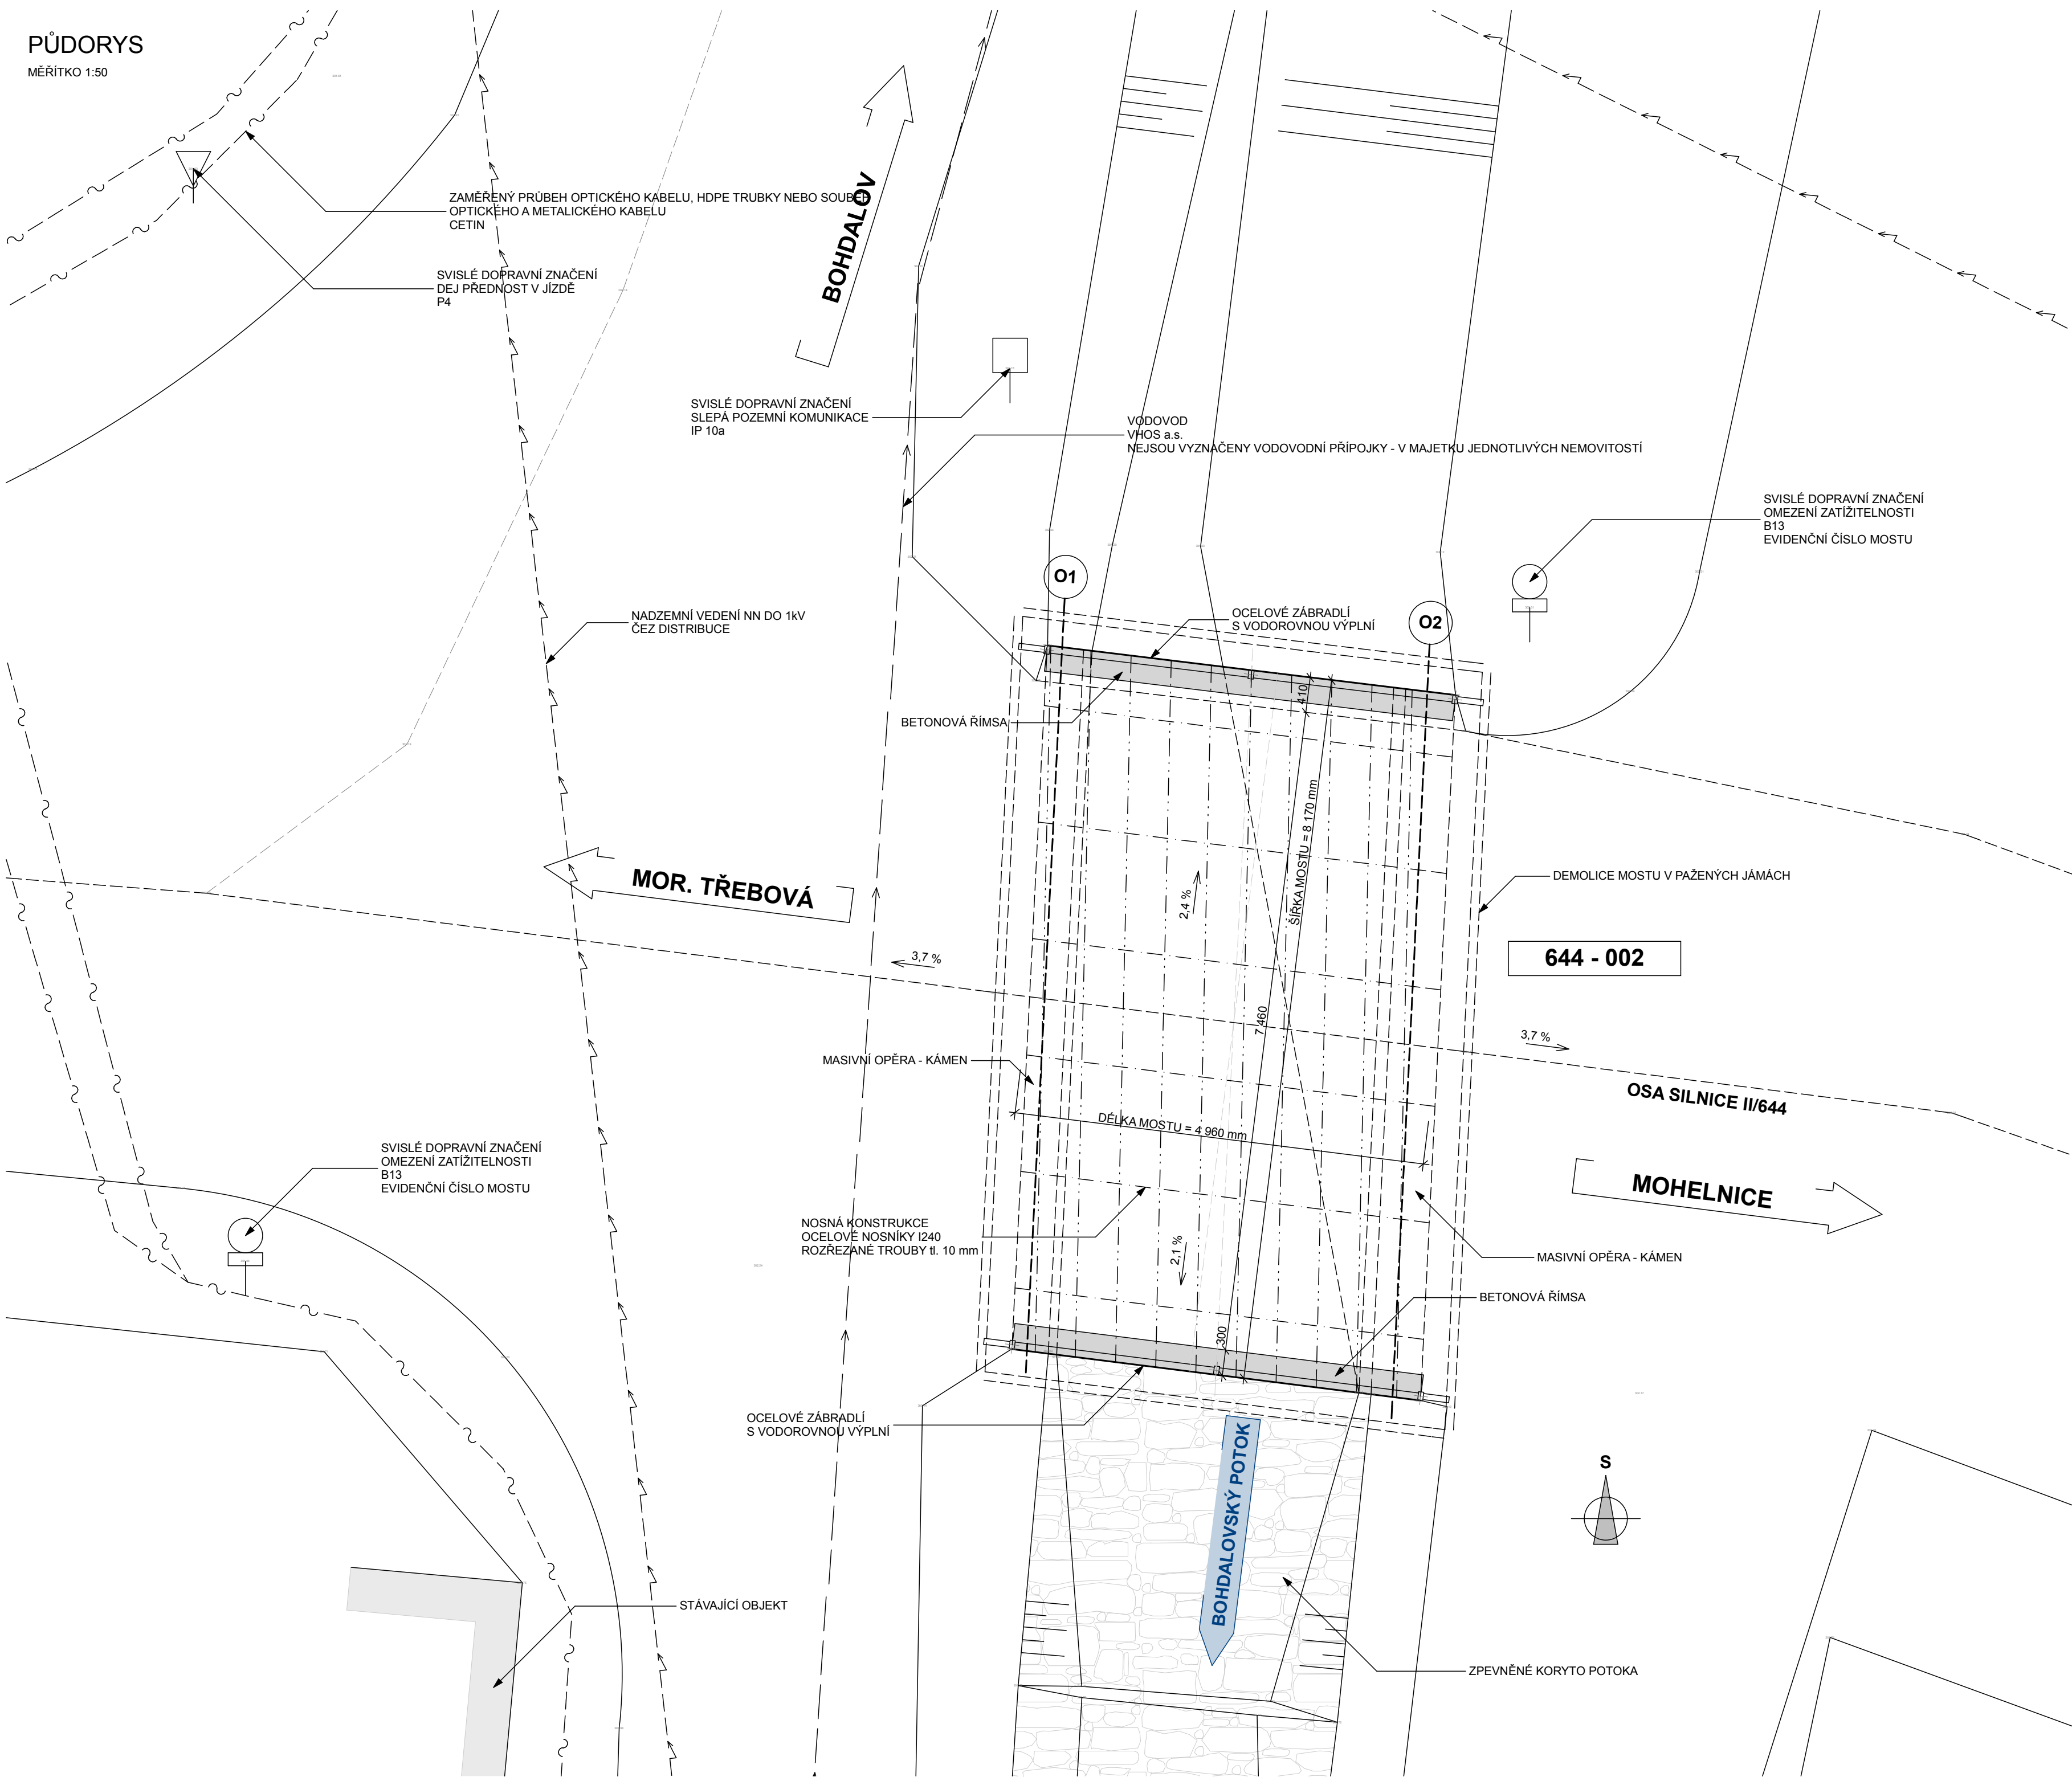 PŮDORYS
MĚŘÍTKO 1:50
ZAMĚŘENÝ PRŮBEH OPTICKÉHO KABELU, HDPE TRUBKY NEBO SOUBĚH
OPTICKÉHO A METALICKÉHO KABELU
CETIN
SVISLÉ DOPRAVNÍ ZNAČENÍ
DEJ PŘEDNOST V JÍZDĚ
P4
BOHDALOV
SVISLÉ DOPRAVNÍ ZNAČENÍ
SLEPÁ POZEMNÍ KOMUNIKACE
IP 10a
VODOVOD
VHOS a.s.
NEJSOU VYZNAČENY VODOVODNÍ PŘÍPOJKY - V MAJETKU JEDNOTLIVÝCH NEMOVITOSTÍ
SVISLÉ DOPRAVNÍ ZNAČENÍ
OMEZENÍ ZATÍŽITELNOSTI
B13
EVIDENČNÍ ČÍSLO MOSTU
O1
O2
NADZEMNÍ VEDENÍ NN DO 1kV
ČEZ DISTRIBUCE
OCELOVÉ ZÁBRADLÍ
S VODOROVNOU VÝPLNÍ
BETONOVÁ ŘÍMSA
410
ŠÍŘKA MOSTU = 8 170 mm
2,4 %
MOR. TŘEBOVÁ
DEMOLICE MOSTU V PAŽENÝCH JÁMÁCH
644 - 002
3,7 %
7 460
3,7 %
MASIVNÍ OPĚRA - KÁMEN
OSA SILNICE II/644
DÉLKA MOSTU = 4 960 mm
SVISLÉ DOPRAVNÍ ZNAČENÍ
OMEZENÍ ZATÍŽITELNOSTI
B13
EVIDENČNÍ ČÍSLO MOSTU
MOHELNICE
NOSNÁ KONSTRUKCE
OCELOVÉ NOSNÍKY I240
ROZŘEZANÉ TROUBY tl. 10 mm
2,1 %
MASIVNÍ OPĚRA - KÁMEN
BETONOVÁ ŘÍMSA
300
OCELOVÉ ZÁBRADLÍ
S VODOROVNOU VÝPLNÍ
BOHDALOVSKÝ POTOK
S
STÁVAJÍCÍ OBJEKT
ZPEVNĚNÉ KORYTO POTOKA